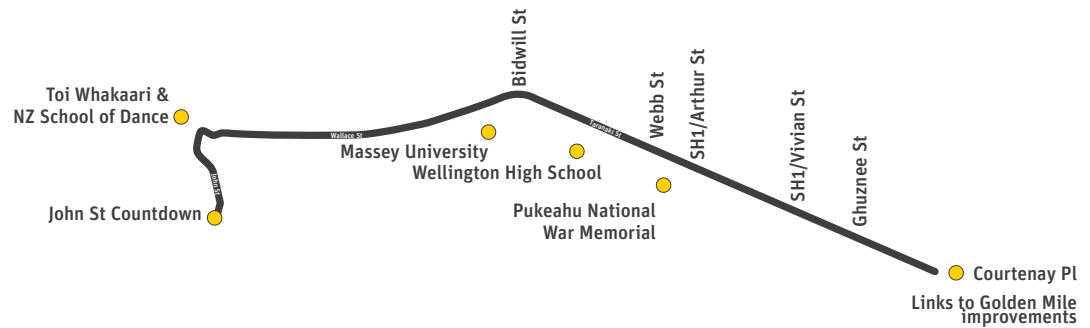 Toi Whakaari &
NZ School of Dance
John St Countdown
John St
Wallace St
Massey University
Bidwill St
Wellington High School
Taranaki St
Pukeahu National
War Memorial
Webb St
SH1/Arthur St
SH1/Vivian St
Ghuznee St
Courtenay Pl
Links to Golden Mile
improvements